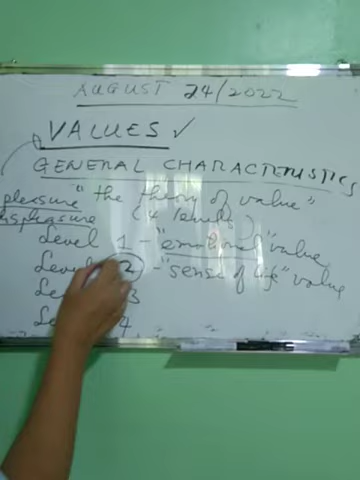 AUGUST 24/2022
VALUES ✓
GENERAL CHARACTERISTICS
pleasure "the theory of value"
displeasure (4 levels)
Level 1 - "emotional" value
Level 2 - "sense of life" value
Level 3
4